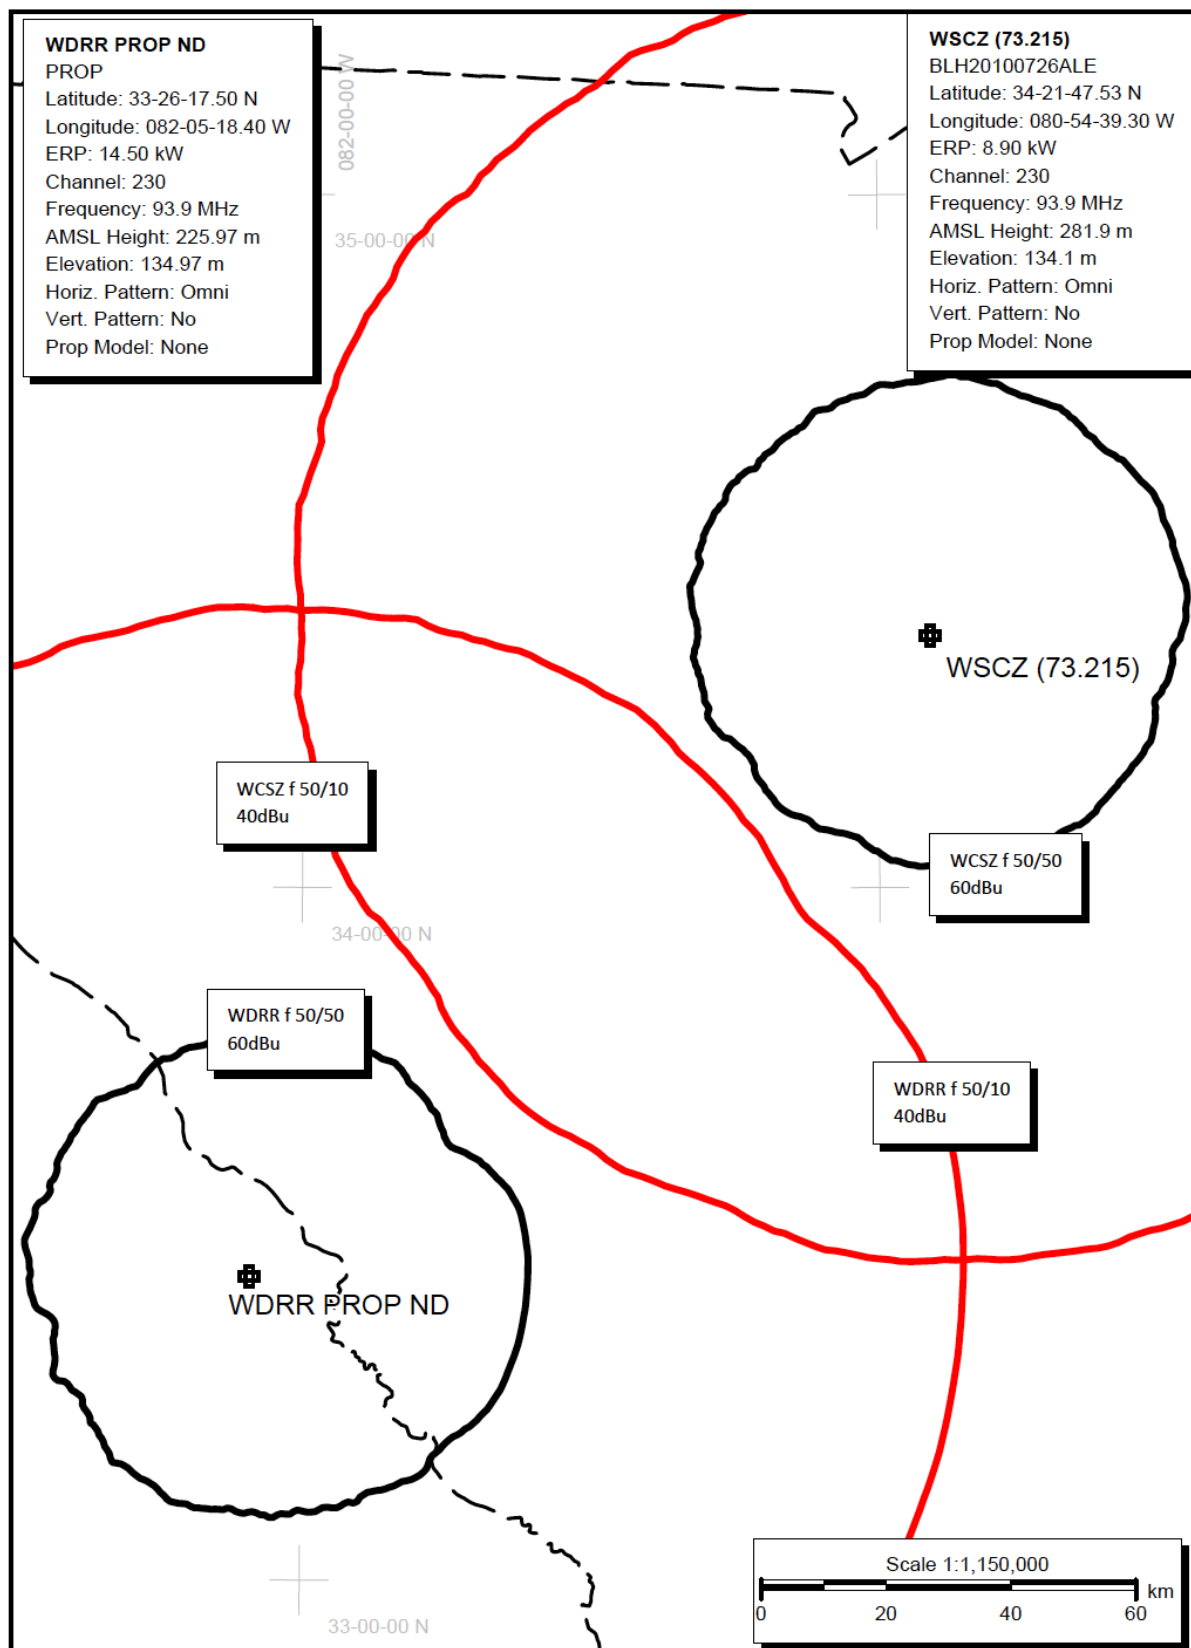 WDRR PROP ND
PROP
Latitude: 33-26-17.50 N
Longitude: 082-05-18.40 W
ERP: 14.50 kW
Channel: 230
Frequency: 93.9 MHz
AMSL Height: 225.97 m
Elevation: 134.97 m
Horiz. Pattern: Omni
Vert. Pattern: No
Prop Model: None
082-00-00 W
WSCZ (73.215)
BLH20100726ALE
Latitude: 34-21-47.53 N
Longitude: 080-54-39.30 W
ERP: 8.90 kW
Channel: 230
Frequency: 93.9 MHz
AMSL Height: 281.9 m
Elevation: 134.1 m
Horiz. Pattern: Omni
Vert. Pattern: No
Prop Model: None
35-00-00 N
WSCZ (73.215)
WCSZ f 50/10
40dBu
WCSZ f 50/50
60dBu
34-00-00 N
WDRR f 50/50
60dBu
WDRR f 50/10
40dBu
WDRR PROP ND
Scale 1:1,150,000
km
0 20 40 60
33-00-00 N